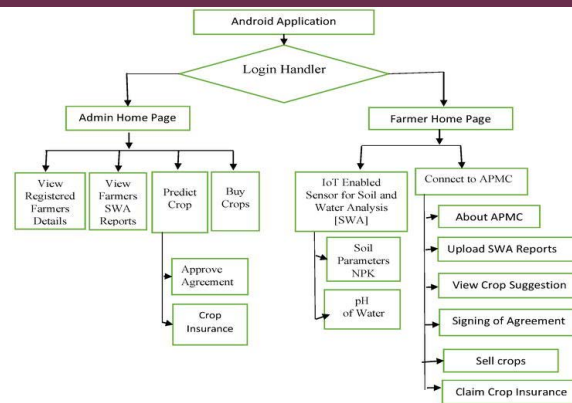 Android Application
Login Handler
Admin Home Page
Farmer Home Page
View
Registered
Farmers
Details
View
Farmers
SWA
Reports
Predict
Crop
Buy
Crops
IoT Enabled
Sensor for Soil and
Water Analysis
[SWA]
Connect to APMC
Approve
Agreement
Crop
Insurance
Soil
Parameters
NPK
pH
of Water
About APMC
Upload SWA Reports
View Crop Suggestion
Signing of Agreement
Sell crops
Claim Crop Insurance